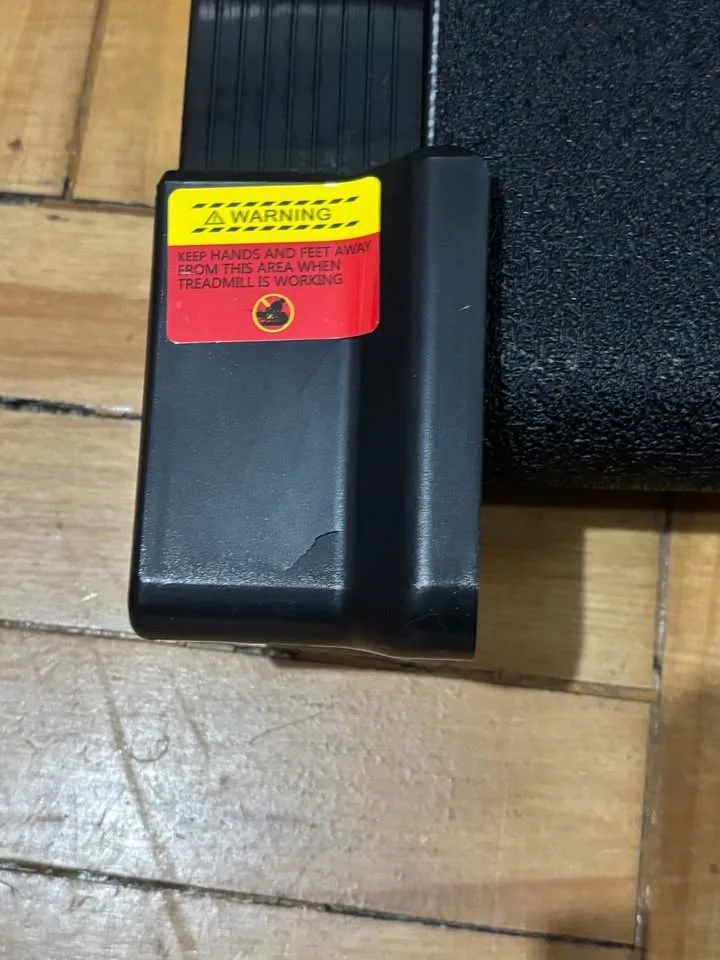 WARNING
KEEP HANDS AND FEET AWAY
FROM THIS AREA WHEN
TREADMILL IS WORKING